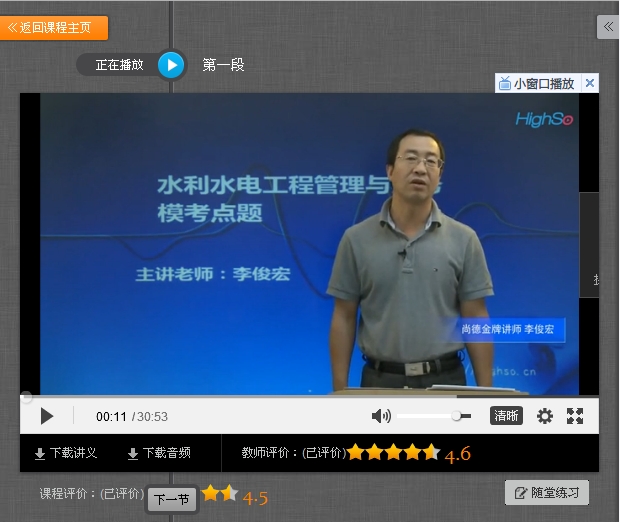 返回课程主页
正在播放
第一段
小窗口播放
HighSo
水利水电工程管理与
模考点题
主讲老师：李俊宏
尚德金牌讲师 李俊宏
highso.cn
00:11 / 30:53
清晰
下载讲义
下载音频
教师评价：(已评价) 4.6
课程评价：(已评价)
下一节
4.5
随堂练习